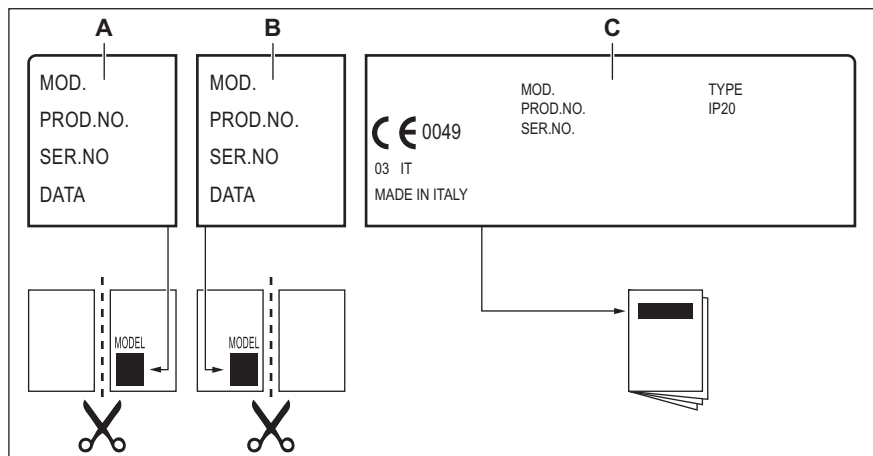 A
B
C
MOD.
PROD.NO.
SER.NO
DATA
MOD.
PROD.NO.
SER.NO
DATA
MOD.
PROD.NO.
SER.NO.
TYPE
IP20
CE 0049
03 IT
MADE IN ITALY
MODEL
MODEL